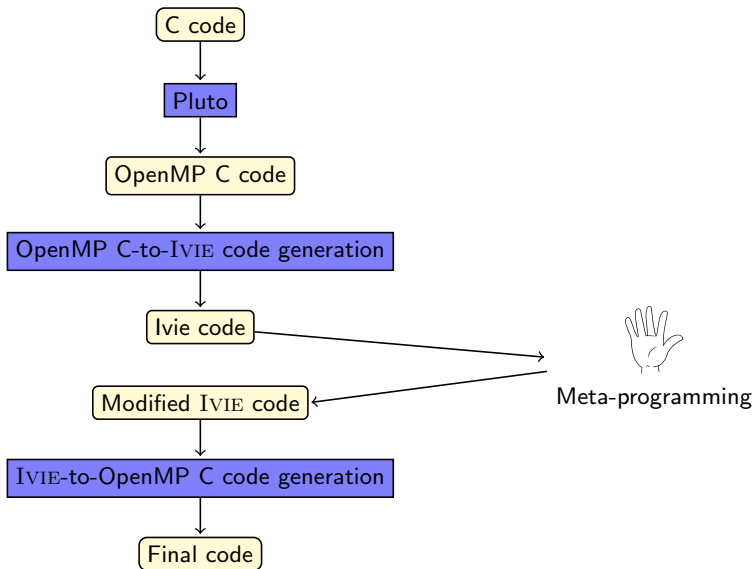 C code
Pluto
OpenMP C code
OpenMP C-to-IVIE code generation
Ivie code
Meta-programming
Modified IVIE code
IVIE-to-OpenMP C code generation
Final code